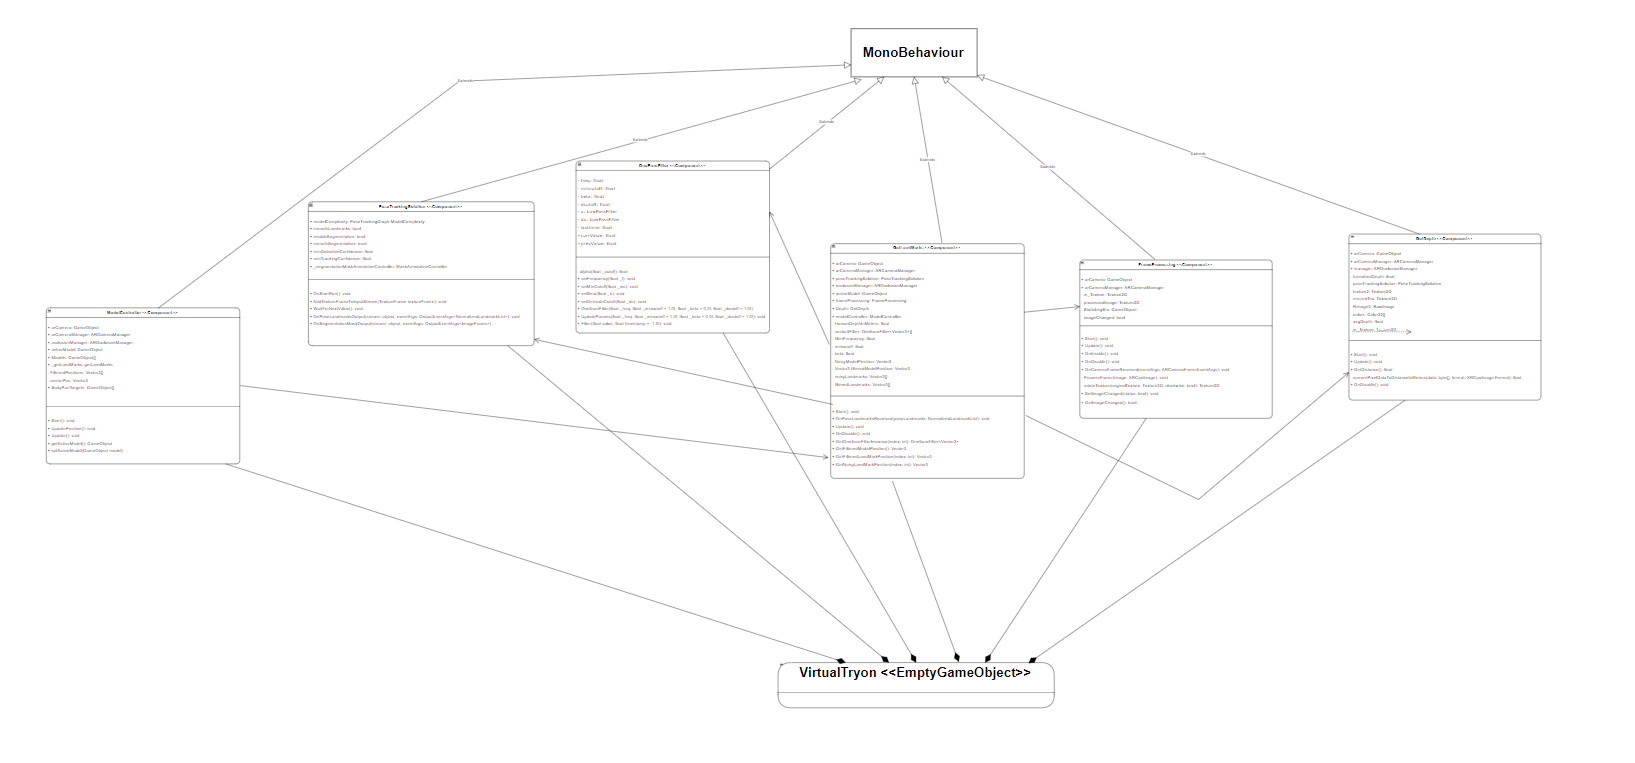 MonoBehaviour
Extends
Extends
Extends
Extends
Extends
Extends
OneEuroFilter <<Component>>
- freq: float
- mincutoff: float
- beta: float
- dcutoff: float
- x: LowPassFilter
- dx: LowPassFilter
- lasttime: float
+ currValue: float
+ prevValue: float
alpha(float _cutoff): float
+ setFrequency(float _f): void
+ setMinCutoff(float _mc): void
+ setBeta(float _b): void
+ setDerivateCutoff(float _dc): void
+ OneEuroFilter(float _freq, float _mincutoff = 1.0f, float _beta = 0.0f, float _dcutoff = 1.0f)
+ UpdateParams(float _freq, float _mincutoff = 1.0f, float _beta = 0.0f, float _dcutoff = 1.0f): void
+ Filter(float value, float timestamp = -1.0f): void
PoseTrackingSolution <<Component>>
+ modelComplexity: PoseTrackingGraph.ModelComplexity
+ smoothLandmarks: bool
+ enableSegmentation: bool
+ smoothSegmentation: bool
+ minDetectionConfidence: float
+ minTrackingConfidence: float
+ _segmentationMaskAnnotationController: MaskAnnotationController
+ OnStartRun(): void
+ AddTextureFrameToInputStream(TextureFrame textureFrame): void
+ WaitForNextValue(): void
+ OnPoseLandmarksOutput(stream: object, eventArgs: OutputEventArgs<NormalizedLandmarkList>): void
+ OnSegmentationMaskOutput(stream: object, eventArgs: OutputEventArgs<ImageFrame>)
GetLandMarks <<Component>>
+ arCamera: GameObject
+ arCameraManager: ARCameraManager
+ poseTrackingSolution: PoseTrackingSolution
+ occlusionManager: AROcclusionManager
+ activeModel: GameObject
+ frameProcessing: FrameProcessing
+ Depth: GetDepth
+ modelController: ModelController
HumanDepthInMeters: float
vector3Filter: OneEuroFilter<Vector3>[]
filterFrequency: float
mincutoff: float
beta: float
NoisyModelPosition: Vector3
Vector3 filteredModelPosition: Vector3
noisyLandmarks: Vector3[]
filteredLandmarks: Vector3[]
+ Start(): void
+ OnPoseLandmarksReceived(poseLandmarks: NormalizedLandmarkList): void
+ Update(): void
+ OnDisable(): void
+ GetOneEuroFilterInstance(index: int): OneEuroFilter<Vector3>
+ GetFilteredModelPosition(): Vector3
+ GetFilteredLandMarkPosition(index: int): Vector3
+ GetNoisyLandMarkPosition(index: int): Vector3
FrameProcessing <<Component>>
+ arCamera: GameObject
+ arCameraManager: ARCameraManager
m_Texture: Texture2D
processedImage: Texture2D
BlazingBox: GameObject
imageChanged: bool
+ Start(): void
+ Update(): void
+ OnEnable(): void
+ OnDisable(): void
+ OnCameraFrameReceived(eventArgs: ARCameraFrameEventArgs): void
ProcessFrame(image: XRCpuImage): void
rotateTexture(originalTexture: Texture2D, clockwise: bool): Texture2D
+ SetImageChanged(status: bool): void
+ GetImageChanged(): bool
GetDepth <<Component>>
+ arCamera: GameObject
+ arCameraManager: ARCameraManager
+ manager: AROcclusionManager
formattedDepth: float
poseTrackingSolution: PoseTrackingSolution
texture2: Texture2D
RawImage2: RawImage
colors: Color32[]
avgDepth: float
m_Texture: Texture2D
+ Start(): void
+ Update(): void
+ GetDistance(): float
convertPixelDataToDistanceInMeters(data: byte[], format: XRCpuImage.Format): float
+ OnDisable(): void
ModelController <<Component>>
+ arCamera: GameObject
+ arCameraManager: ARCameraManager
+ occlusionManager: AROcclusionManager
+ activeModel: GameObject
+ Models: GameObject[]
+ _getLandMarks: getLandMarks
- FilteredPositions: Vector3[]
- centerPos: Vector3
+ BodyRunTargets: GameObject[]
+ Start(): void
+ UpdatePosition(): void
+ Update(): void
+ getActiveModel(): GameObject
+ setActiveModel(GameObject model)
VirtualTryon <<EmptyGameObject>>